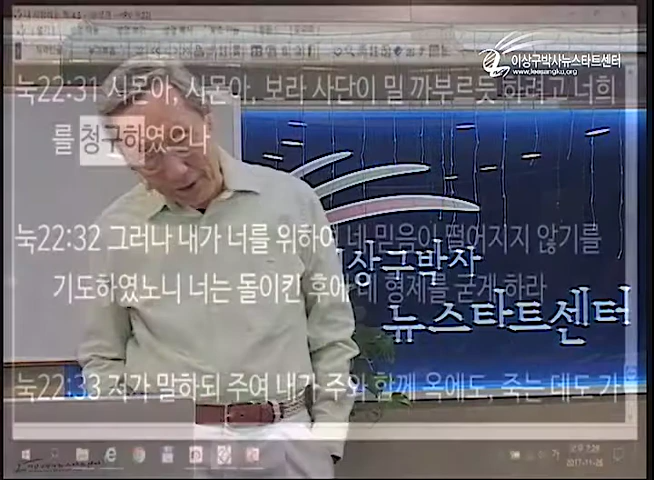 이상구박사뉴스타트센터
www.leesangku.org
눅22:31 시몬아, 시몬아, 보라 사단이 밀 까부르듯 하려고 너희
를 청구하였으나
눅22:32 그러나 내가 너를 위하여 네 믿음이 떨어지지 않기를
기도하였노니 너는 돌이킨 후에 네 형제를 굳게 하라
이상구박사
뉴스타트센터
눅22:33 저가 말하되 주여 내가 주와 함께 옥에도, 죽는 데도 가
오후 7:28
2017-11-26